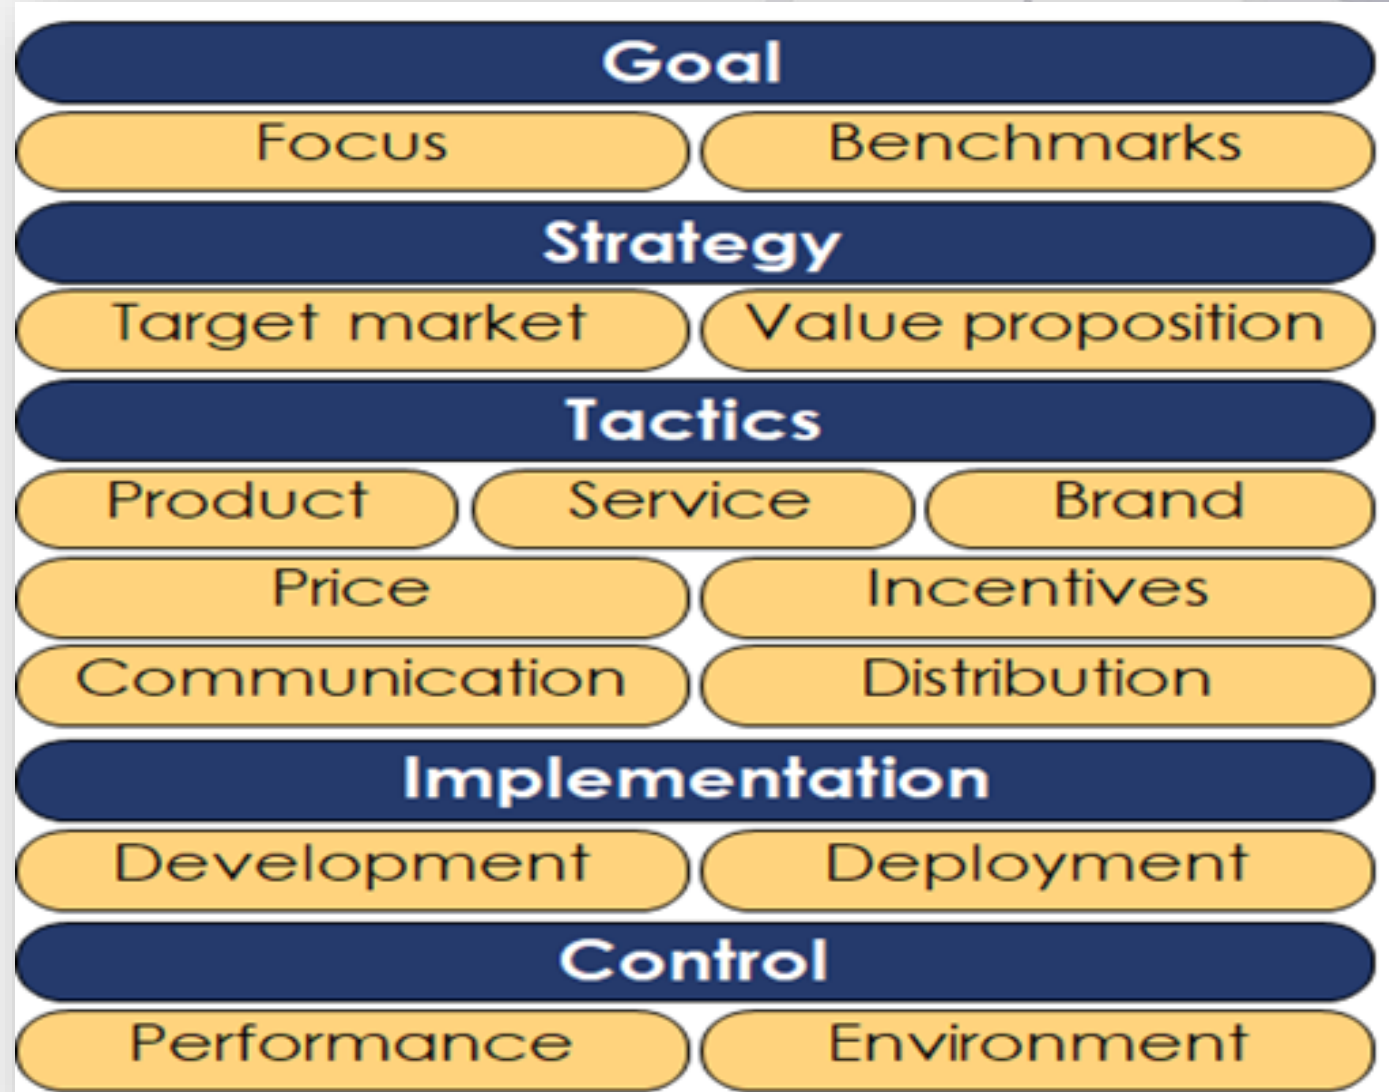 Goal
Focus Benchmarks
Strategy
Target market Value proposition
Tactics
Product Service Brand
Price Incentives
Communication Distribution
Implementation
Development Deployment
Control
Performance Environment